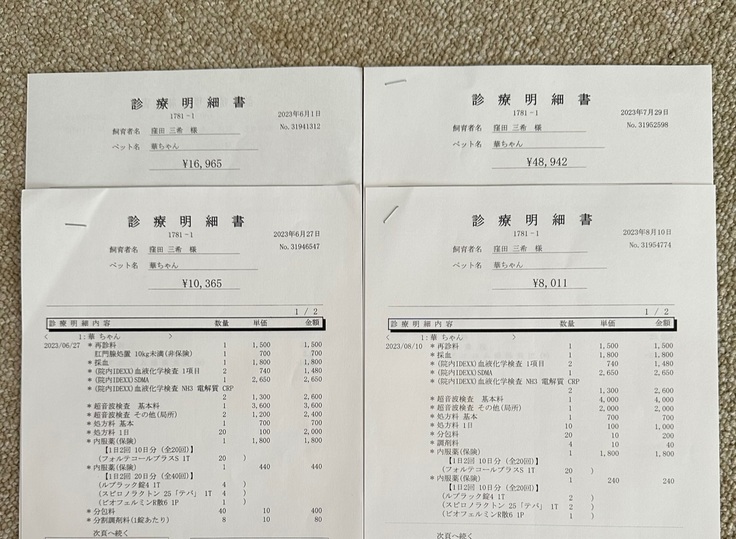 診療明細書
1781-1
2023年6月1日
No. 31941312
飼育者名 窪田 三希 様
ペット名 華ちゃん
¥16,965
診療明細書
1781-1
2023年7月29日
No. 31952598
飼育者名 窪田 三希 様
ペット名 華ちゃん
¥48,942
診療明細書
1781-1
2023年6月27日
No. 31946547
飼育者名 窪田 三希 様
ペット名 華ちゃん
¥10,365
1 / 2
診療明細内容 数量 単価 金額
< 1:華 ちゃん >
2023/06/27 *再診料 1 1,500 1,500
肛門腺処置 10kg未満(非保険) 1 700 700
*採血 1 1,800 1,800
*(院内IDEXX)血液化学検査 1項目 2 740 1,480
*(院内IDEXX)SDMA 1 2,650 2,650
*(院内IDEXX)血液化学検査 NH3 電解質 CRP
2 1,300 2,600
*超音波検査 基本料 1 3,600 3,600
*超音波検査 その他(局所) 2 1,200 2,400
*処方料 基本 1 700 700
*処方料 1日 20 100 2,000
*内服薬(保険) 1 1,800 1,800
【1日2回 10日分 (全20回)】
(フォルテコールプラスS 1T 20 )
*内服薬(保険) 1 440 440
【1日2回 20日分 (全40回)】
(ルプラック錠4 1T 4 )
(スピロノラクトン 25「テバ」 1T 4 )
(ビオフェルミンR散6 1P 1 )
*分包料 40 10 400
*分割調剤料(1錠あたり) 8 10 80
次頁へ続く
診療明細書
1781-1
2023年8月10日
No. 31954774
飼育者名 窪田 三希 様
ペット名 華ちゃん
¥8,011
1 / 2
診療明細内容 数量 単価 金額
< 1:華 ちゃん >
2023/08/10 *再診料 1 1,500 1,500
*採血 1 1,800 1,800
*(院内IDEXX)血液化学検査 1項目 2 740 1,480
*(院内IDEXX)SDMA 1 2,650 2,650
*(院内IDEXX)血液化学検査 NH3 電解質 CRP
2 1,300 2,600
*超音波検査 基本料 1 4,000 4,000
*超音波検査 その他(局所) 1 2,000 2,000
*処方料 基本 1 700 700
*処方料 1日 10 100 1,000
*分包料 20 10 200
*調剤料 4 10 40
*内服薬(保険) 1 1,800 1,800
【1日2回 10日分 (全20回)】
(フォルテコールプラスS 1T 20 )
*内服薬(保険) 1 240 240
【1日2回 10日分 (全20回)】
(ルプラック錠4 1T 2 )
(スピロノラクトン 25「テバ」 1T 2 )
(ビオフェルミンR散6 1P 1 )
次頁へ続く